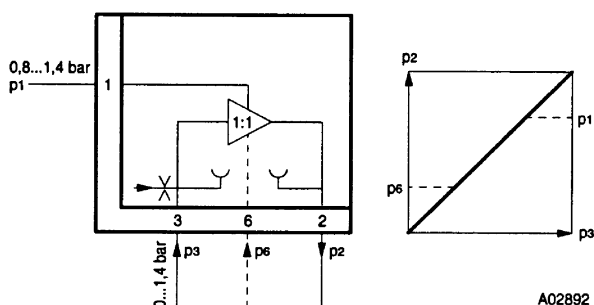 0,8...1,4 bar
p1
1
1:1
3
6
2
0...1,4 bar
p3
p6
p2
p2
p1
p6
p3
A02892